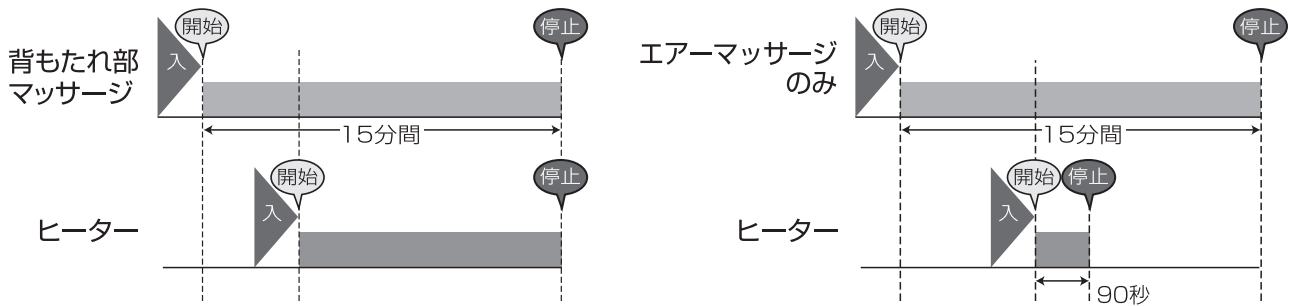 開始
停止
背もたれ部
マッサージ
入
15分間
開始
停止
ヒーター
入
開始
停止
エアーマッサージ
のみ
入
15分間
開始
停止
ヒーター
入
90秒